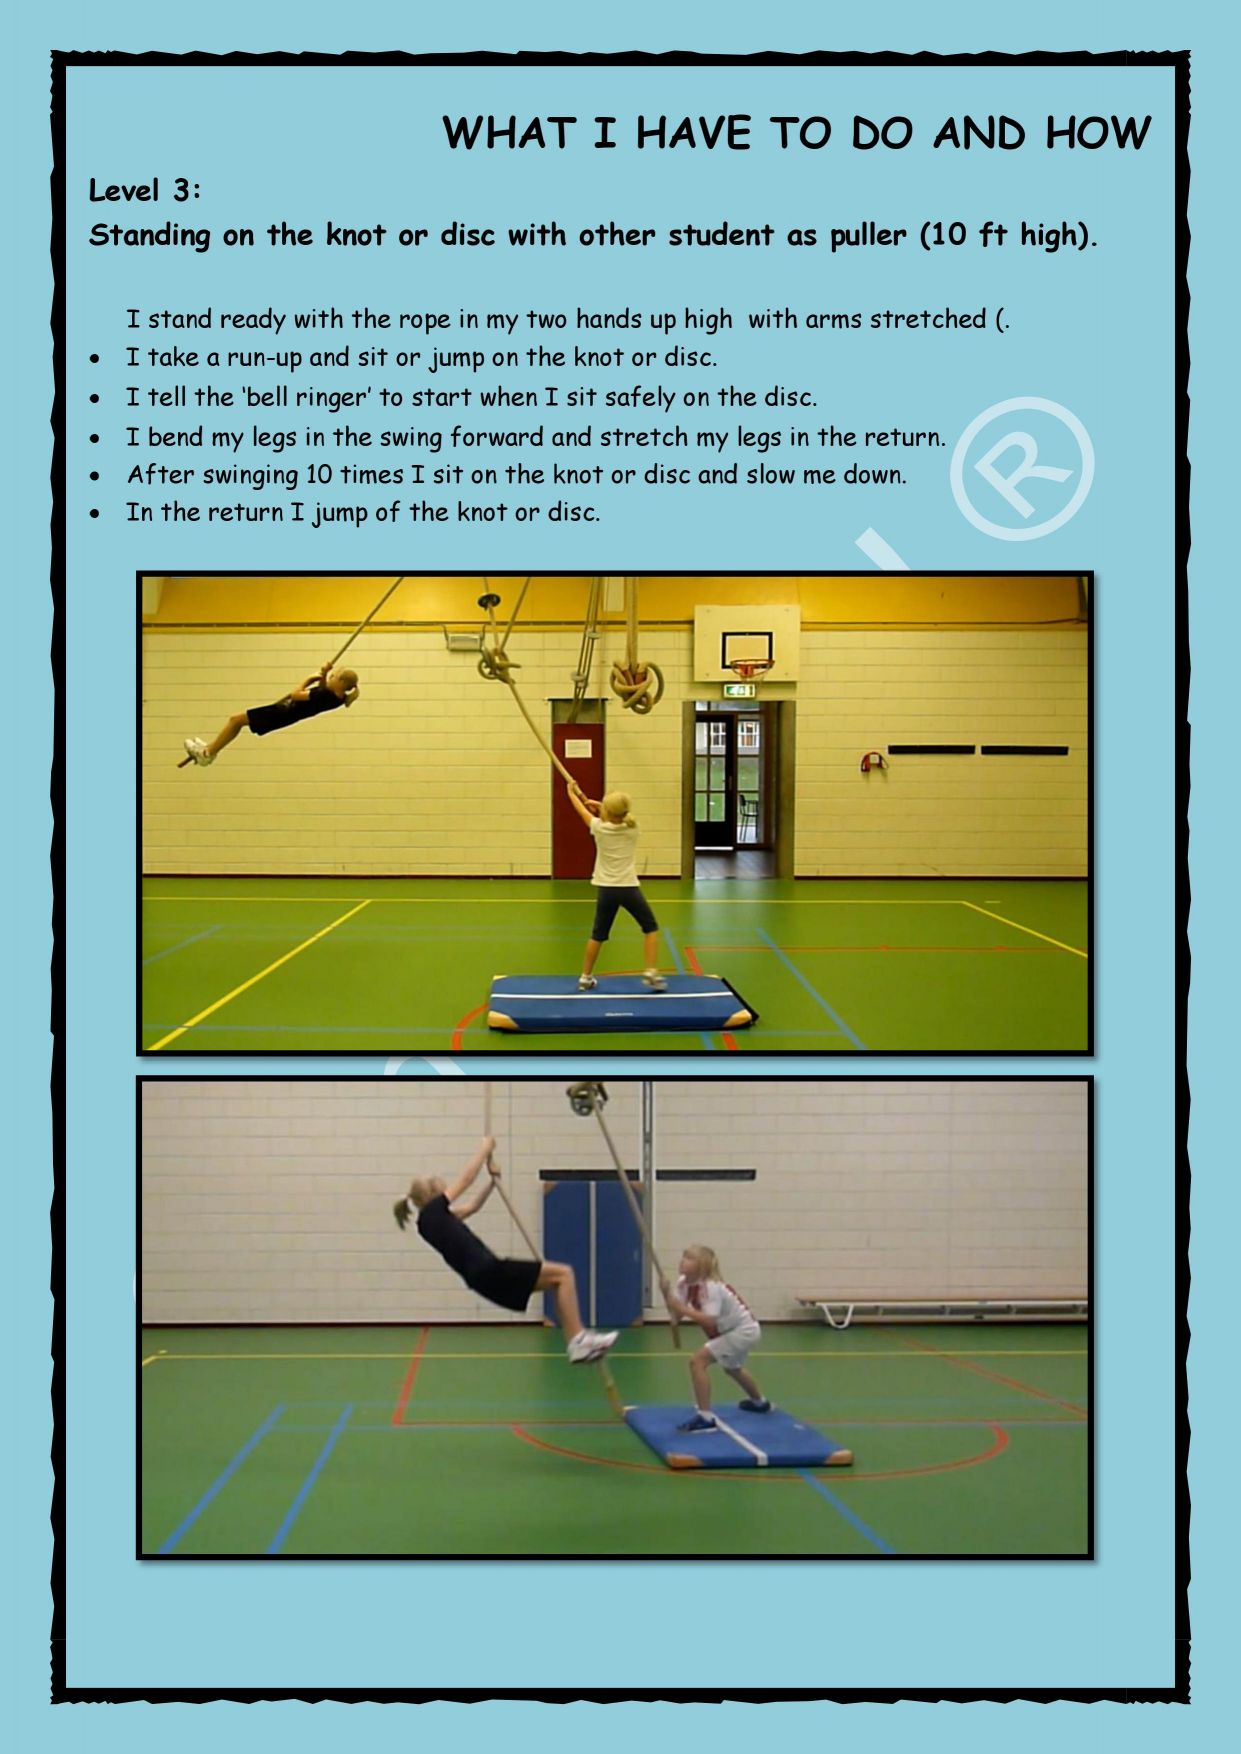 WHAT I HAVE TO DO AND HOW
Level 3:
Standing on the knot or disc with other student as puller (10 ft high).
I stand ready with the rope in my two hands up high  with arms stretched (.
• I take a run-up and sit or jump on the knot or disc.
• I tell the ‘bell ringer’ to start when I sit safely on the disc.
• I bend my legs in the swing forward and stretch my legs in the return.
• After swinging 10 times I sit on the knot or disc and slow me down.
• In the return I jump of the knot or disc.
®